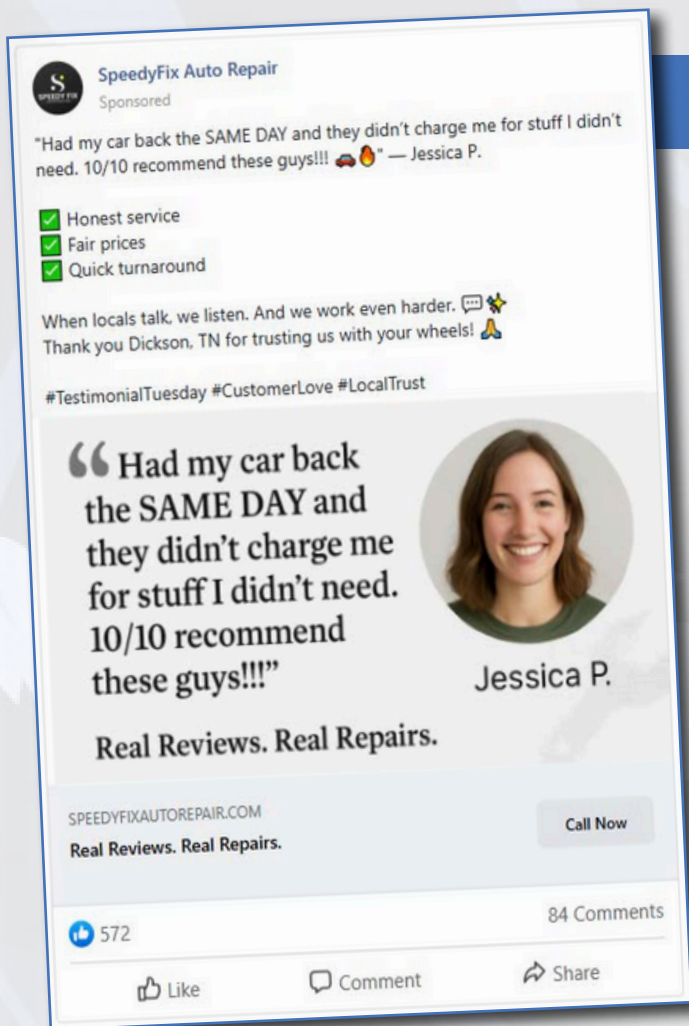 S
SPEEDY FIX
SpeedyFix Auto Repair
Sponsored
"Had my car back the SAME DAY and they didn't charge me for stuff I didn't
need. 10/10 recommend these guys!!! 🚗🔥" — Jessica P.
✅ Honest service
✅ Fair prices
✅ Quick turnaround
When locals talk, we listen. And we work even harder. 💬✨
Thank you Dickson, TN for trusting us with your wheels! 🙏
#TestimonialTuesday #CustomerLove #LocalTrust
“ Had my car back
the SAME DAY and
they didn’t charge me
for stuff I didn’t need.
10/10 recommend
these guys!!!”
Jessica P.
Real Reviews. Real Repairs.
SPEEDYFIXAUTOREPAIR.COM
Real Reviews. Real Repairs.
Call Now
572
84 Comments
Like
Comment
Share